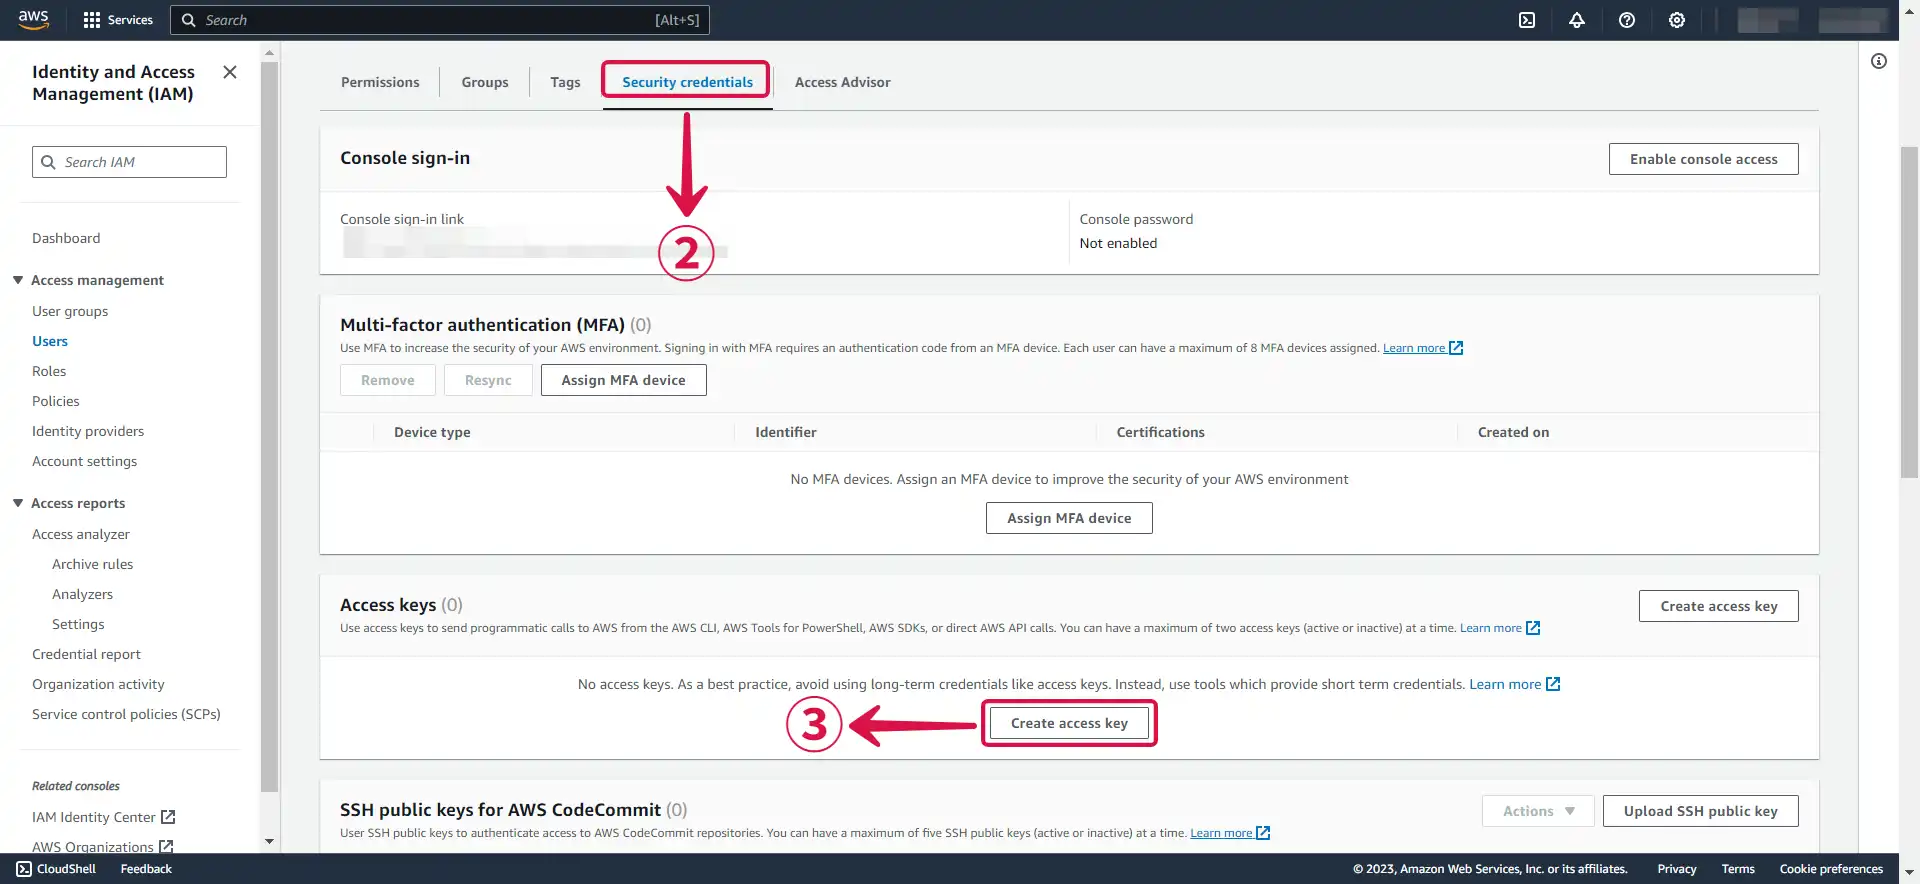 aws
Services
Search
[Alt+S]
Identity and Access
Management (IAM)
Search IAM
Dashboard
Access management
User groups
Users
Roles
Policies
Identity providers
Account settings
Access reports
Access analyzer
Archive rules
Analyzers
Settings
Credential report
Organization activity
Service control policies (SCPs)
Related consoles
IAM Identity Center
AWS Organizations
Permissions
Groups
Tags
Security credentials
Access Advisor
Console sign-in
Enable console access
Console sign-in link
Console password
Not enabled
2
Multi-factor authentication (MFA) (0)
Use MFA to increase the security of your AWS environment. Signing in with MFA requires an authentication code from an MFA device. Each user can have a maximum of 8 MFA devices assigned. Learn more
Remove
Resync
Assign MFA device
Device type
Identifier
Certifications
Created on
No MFA devices. Assign an MFA device to improve the security of your AWS environment
Assign MFA device
Access keys (0)
Create access key
Use access keys to send programmatic calls to AWS from the AWS CLI, AWS Tools for PowerShell, AWS SDKs, or direct AWS API calls. You can have a maximum of two access keys (active or inactive) at a time. Learn more
No access keys. As a best practice, avoid using long-term credentials like access keys. Instead, use tools which provide short term credentials. Learn more
3
Create access key
SSH public keys for AWS CodeCommit (0)
Actions
Upload SSH public key
User SSH public keys to authenticate access to AWS CodeCommit repositories. You can have a maximum of five SSH public keys (active or inactive) at a time. Learn more
CloudShell
Feedback
© 2023, Amazon Web Services, Inc. or its affiliates.
Privacy
Terms
Cookie preferences